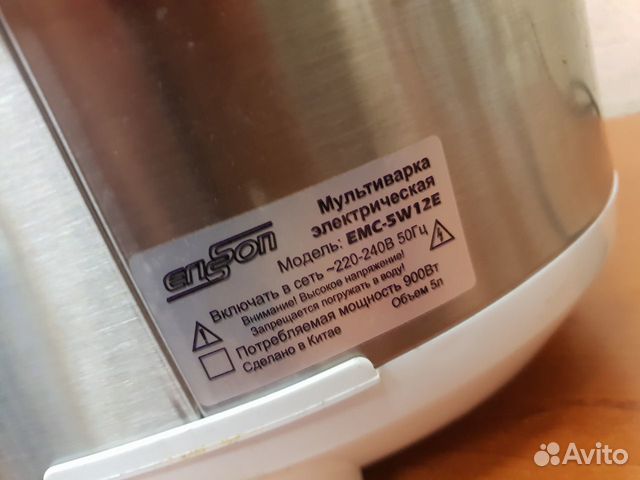 erisson
Мультиварка
электрическая
Модель: EMC-5W12E
Включать в сеть ~220-240В 50Гц
Внимание! Высокое напряжение!
Запрещается погружать в воду!
Потребляемая мощность 900Вт
Сделано в Китае
Объем 5л
Avito